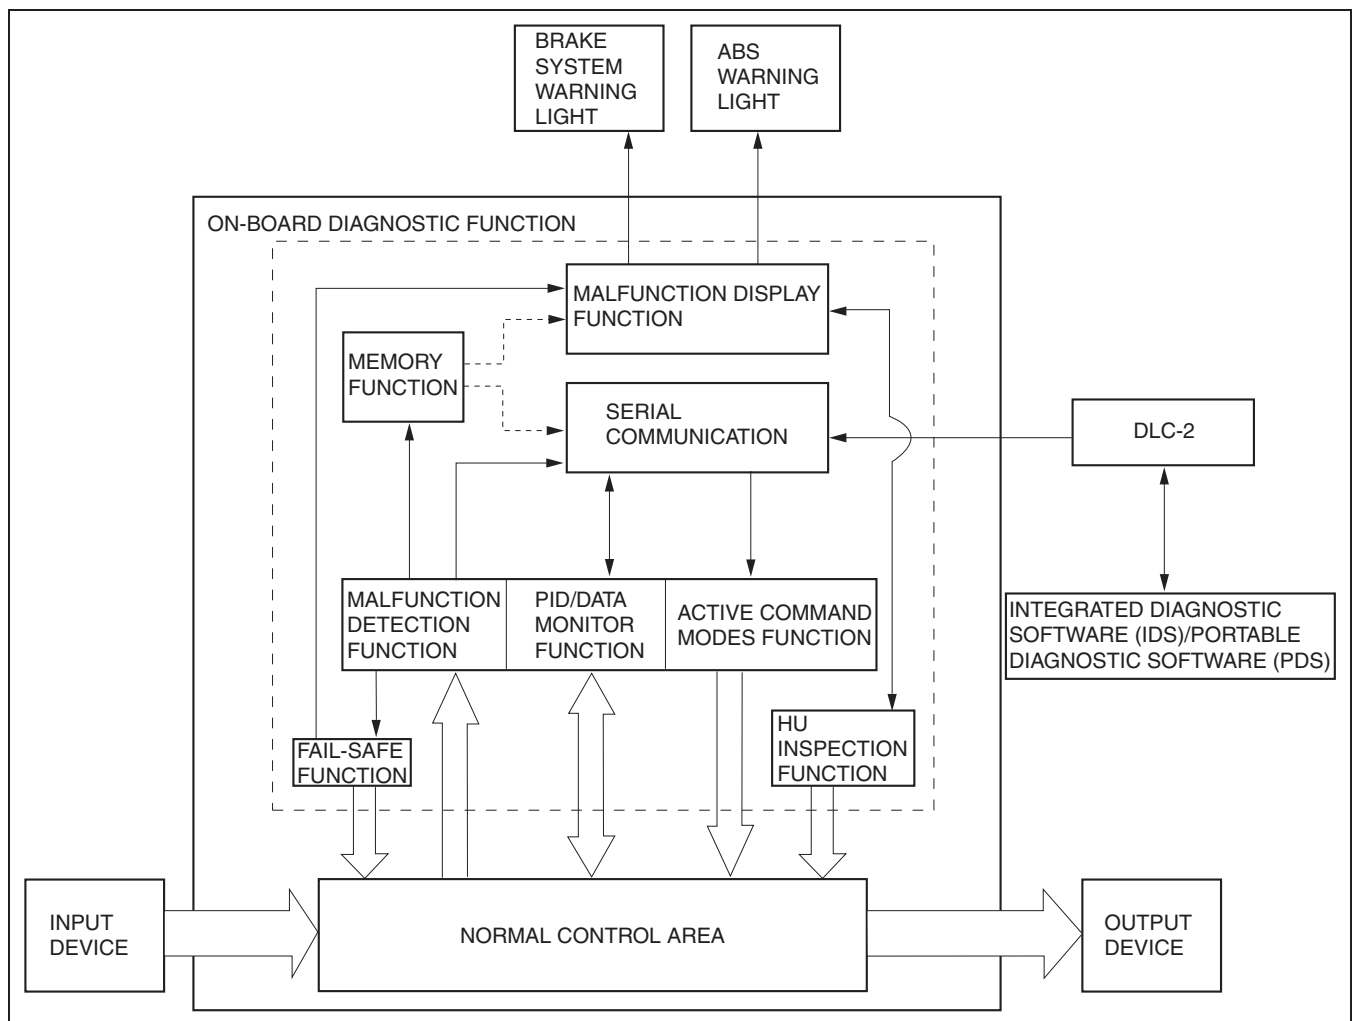 BRAKE
SYSTEM
WARNING
LIGHT
ABS
WARNING
LIGHT
ON-BOARD DIAGNOSTIC FUNCTION
MALFUNCTION DISPLAY
FUNCTION
MEMORY
FUNCTION
SERIAL
COMMUNICATION
DLC-2
MALFUNCTION
DETECTION
FUNCTION
PID/DATA
MONITOR
FUNCTION
ACTIVE COMMAND
MODES FUNCTION
INTEGRATED DIAGNOSTIC
SOFTWARE (IDS)/PORTABLE
DIAGNOSTIC SOFTWARE (PDS)
FAIL-SAFE
FUNCTION
HU
INSPECTION
FUNCTION
INPUT
DEVICE
NORMAL CONTROL AREA
OUTPUT
DEVICE